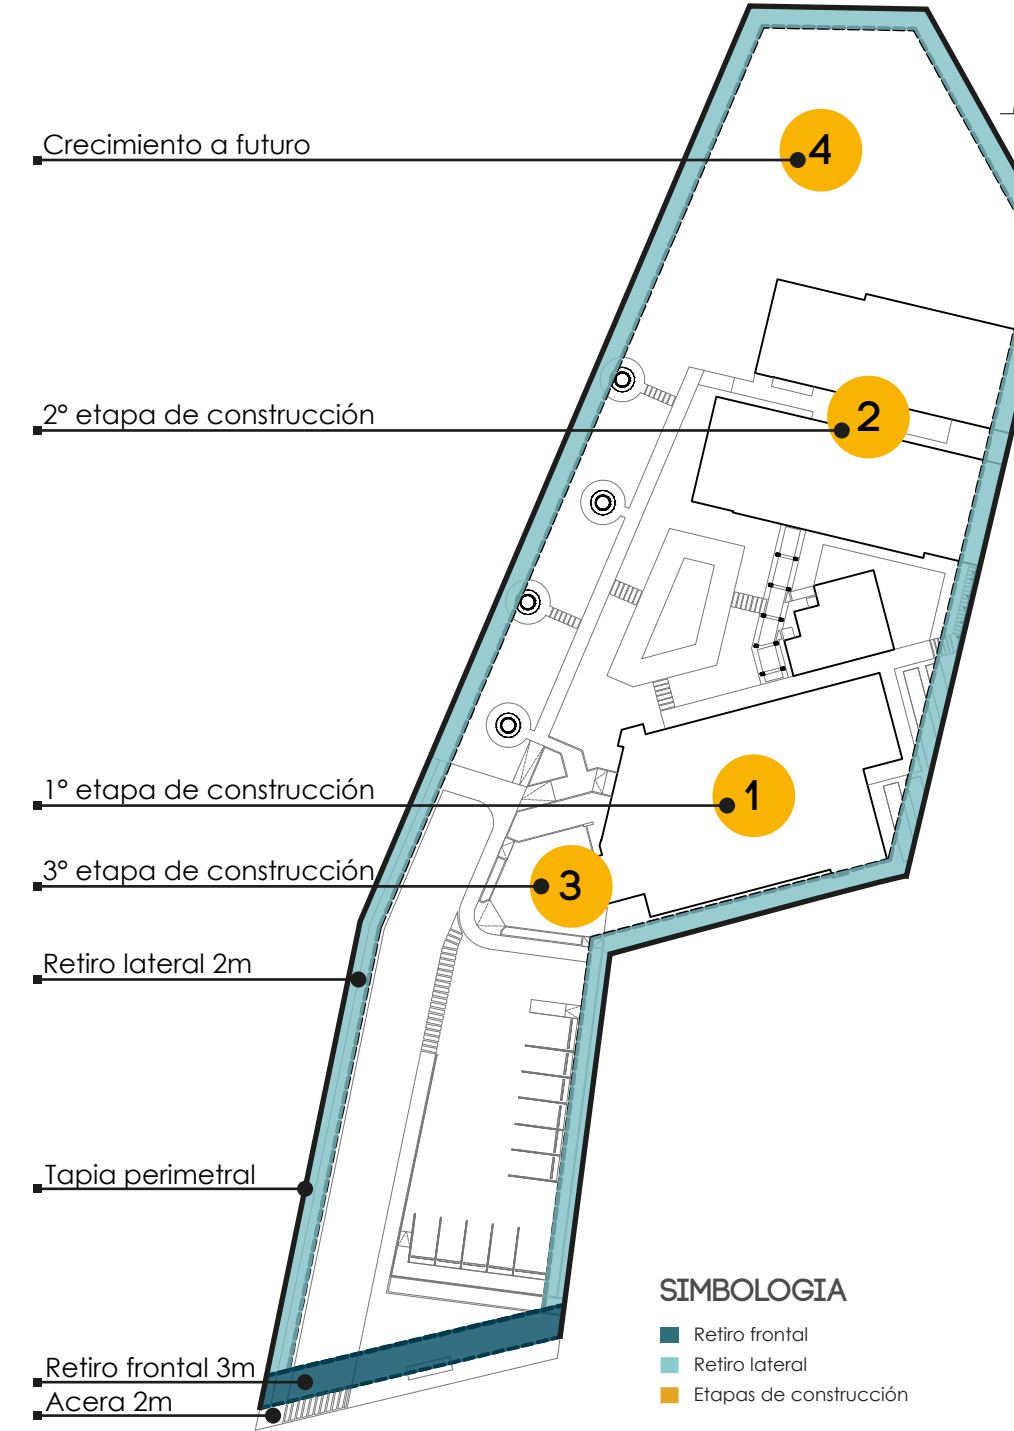 4
Crecimiento a futuro
2
2° etapa de construcción
1
1° etapa de construcción
3
3° etapa de construcción
Retiro lateral 2m
Tapia perimetral
SIMBOLOGIA
Retiro frontal
Retiro lateral
Etapas de construcción
Retiro frontal 3m
Acera 2m